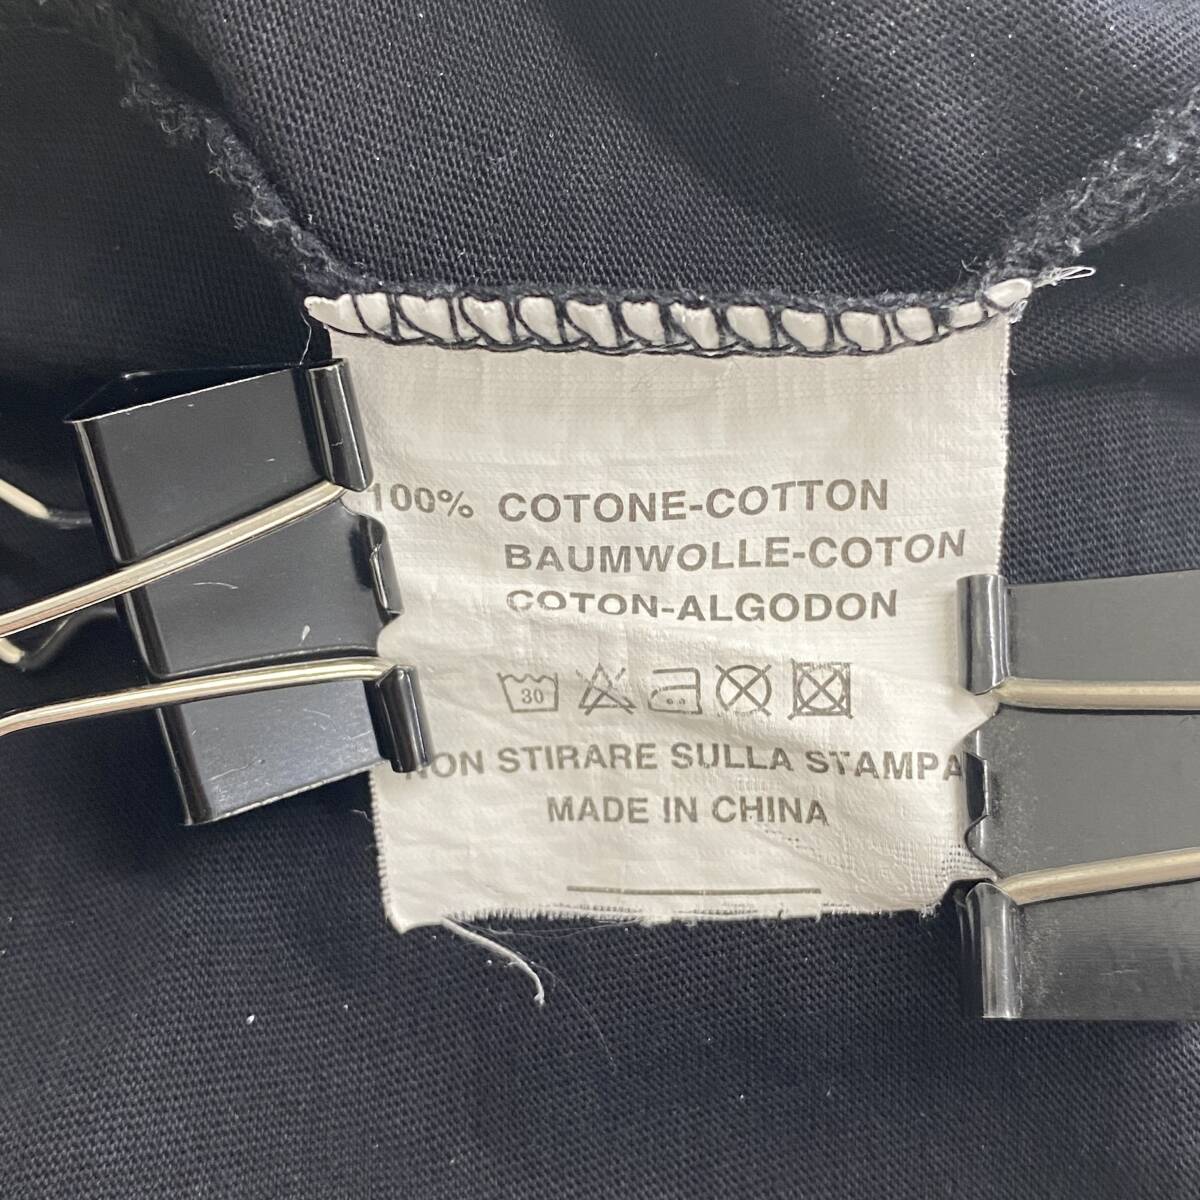 100% COTONE-COTTON
BAUMWOLLE-COTON
COTON-ALGODON
30
NON STIRARE SULLA STAMPA
MADE IN CHINA